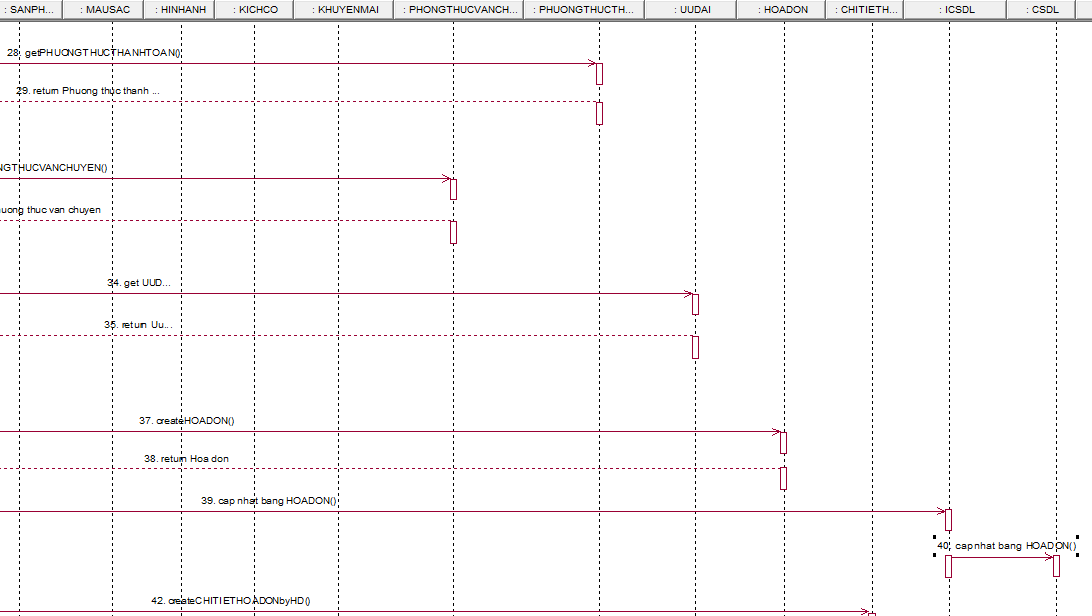 : SANPH...
: MAUSAC
: HINHANH
: KICHCO
: KHUYENMAI
: PHONGTHUCVANCH...
: PHUONGTHUCTH...
: UUDAI
: HOADON
: CHITIETH...
: ICSDL
: CSDL
28. getPHUONGTHUCTHANHTOAN()
29. return Phuong thuc thanh ...
NGTHUCVANCHUYEN()
uong thuc van chuyen
34. get UUD...
35. return Uu...
37. createHOADON()
38. return Hoa don
39. cap nhat bang HOADON()
40. cap nhat bang HOADON()
42. createCHITIETHOADONbyHD()